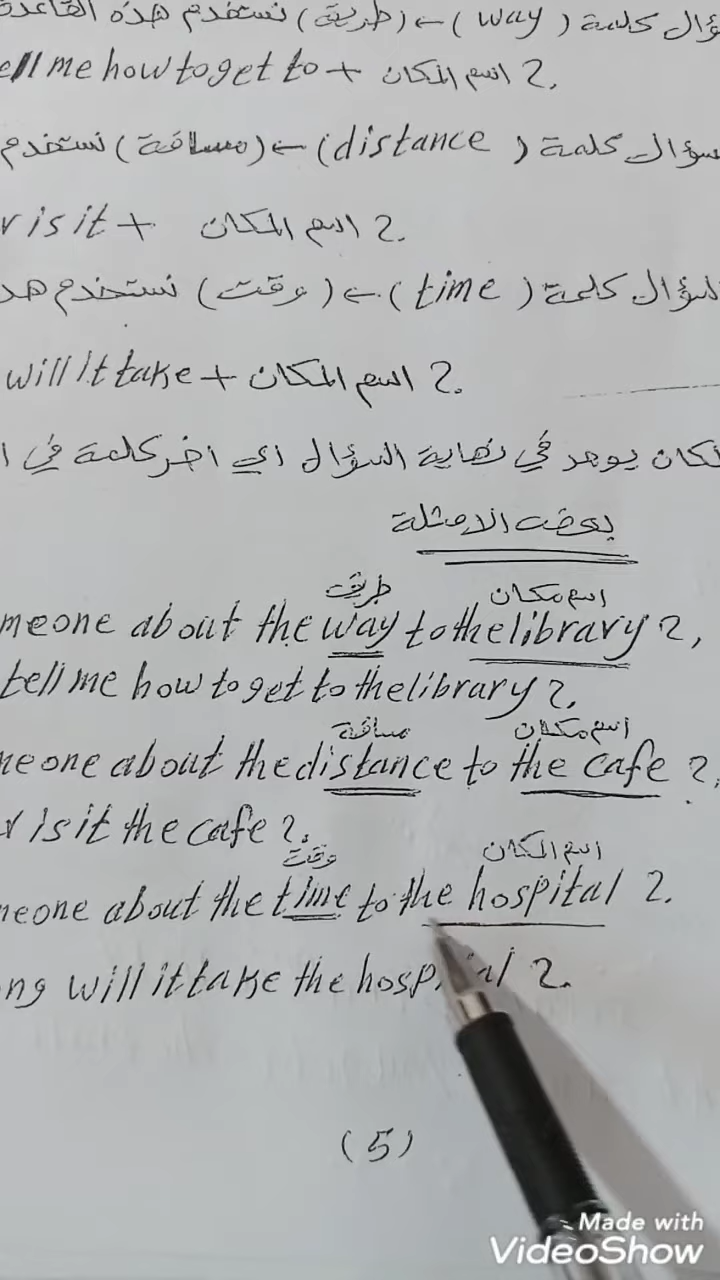 ؤال كلمة (way) ← (طريق) نستخدم هذه القاعدة
ell me how to get to + اسم المكان ?.
سؤال كلمة (distance) ← (مسافة) نستخدم
r is it + اسم المكان ?.
السؤال كلمة (time) ← (وقت) نستخدم هذ
will It take + اسم المكان ?.
لمكان يوجد في نهاية السؤال اي اخر كلمة في ا
بعض الامثلة
طريق اسم مكان
meone about the way to the library ?,
tell me how to get to the library ?.
مسافة اسم مكان
meone about the distance to the cafe ?,
r is it the cafe ?.
وقت اسم المكان
neone about the time to the hospital ?.
ng will it take the hospital ?.
(5)
Made with
VideoShow